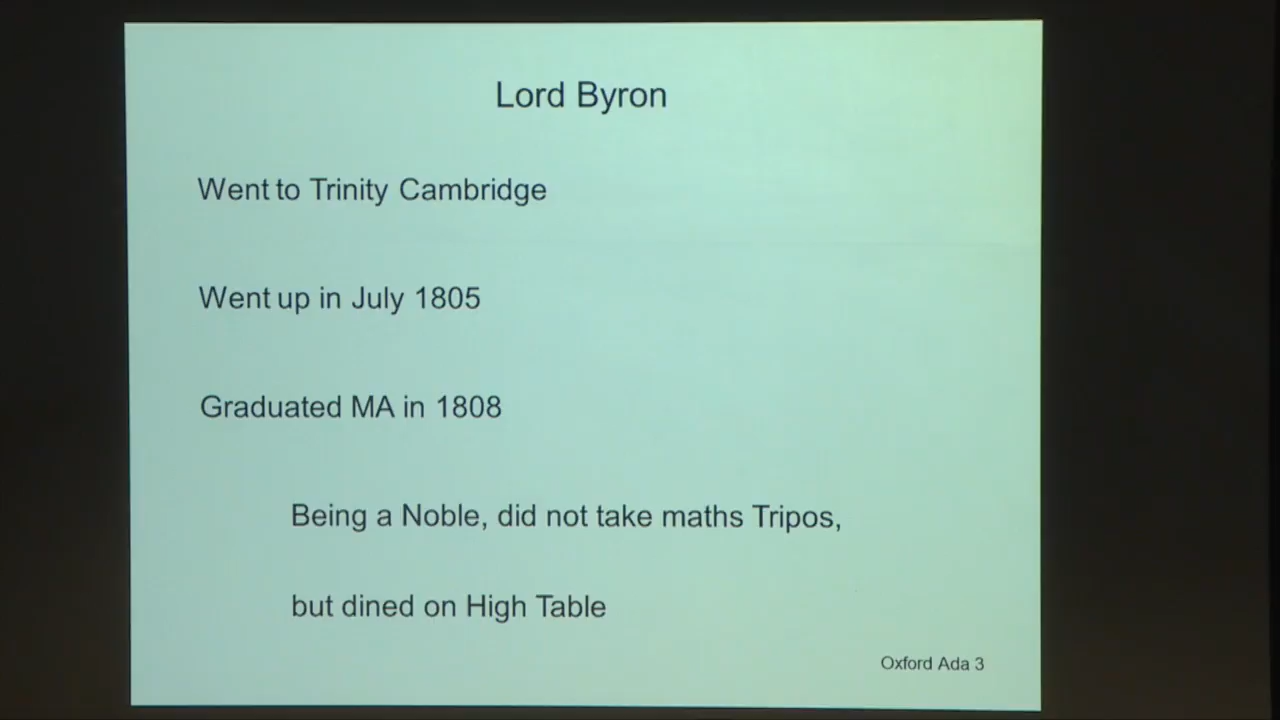 Lord Byron
Went to Trinity Cambridge
Went up in July 1805
Graduated MA in 1808
Being a Noble, did not take maths Tripos,
but dined on High Table
Oxford Ada 3